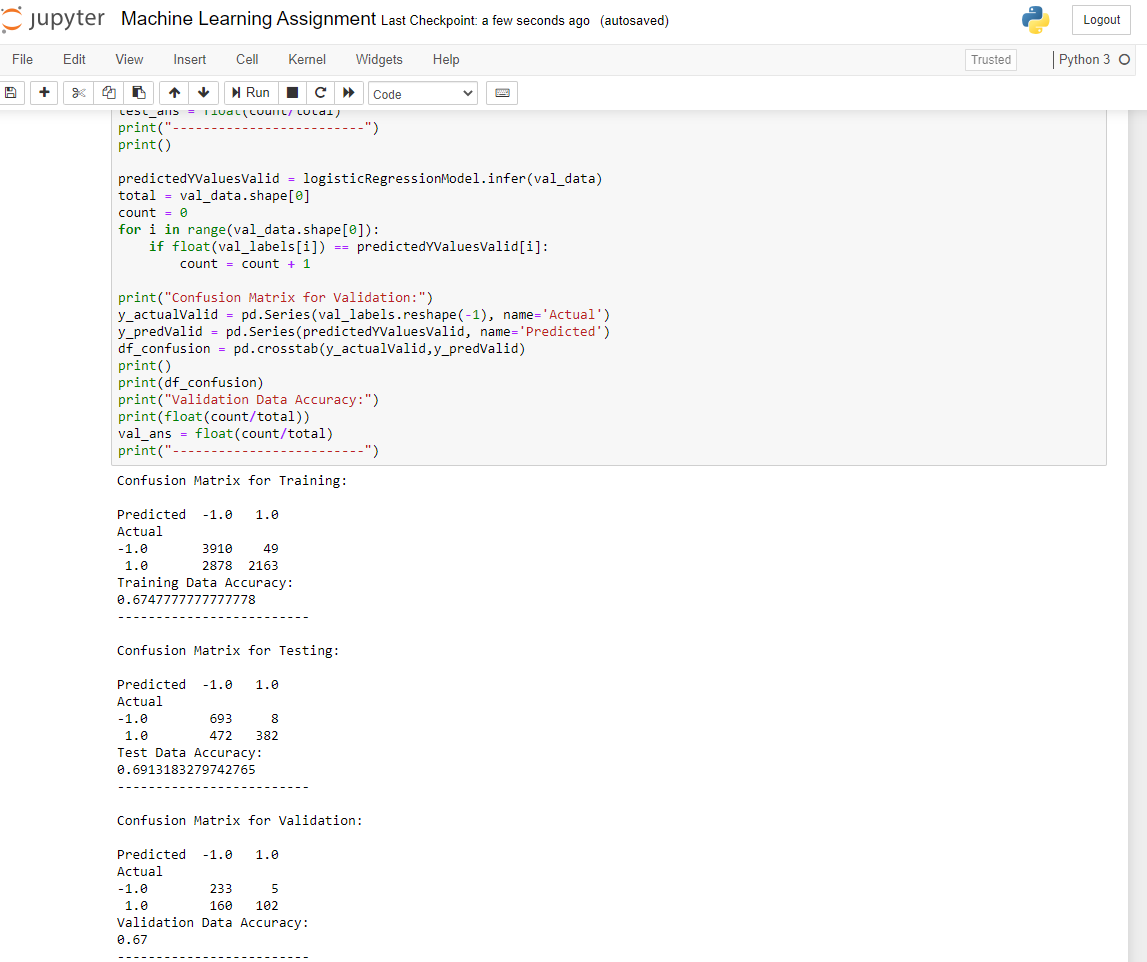 jupyter Machine Learning Assignment Last Checkpoint: a few seconds ago (autosaved) Logout
File Edit View Insert Cell Kernel Widgets Help Trusted Python 3
Run Code
test_ans = float(count/total)
print("-------------------------")
print()
predictedYValuesValid = logisticRegressionModel.infer(val_data)
total = val_data.shape[0]
count = 0
for i in range(val_data.shape[0]):
    if float(val_labels[i]) == predictedYValuesValid[i]:
        count = count + 1
print("Confusion Matrix for Validation:")
y_actualValid = pd.Series(val_labels.reshape(-1), name='Actual')
y_predValid = pd.Series(predictedYValuesValid, name='Predicted')
df_confusion = pd.crosstab(y_actualValid,y_predValid)
print()
print(df_confusion)
print("Validation Data Accuracy:")
print(float(count/total))
val_ans = float(count/total)
print("-------------------------")
Confusion Matrix for Training:
Predicted  -1.0   1.0
Actual
-1.0       3910    49
 1.0       2878  2163
Training Data Accuracy:
0.6747777777777778
-------------------------
Confusion Matrix for Testing:
Predicted  -1.0   1.0
Actual
-1.0        693     8
 1.0        472   382
Test Data Accuracy:
0.6913183279742765
-------------------------
Confusion Matrix for Validation:
Predicted  -1.0   1.0
Actual
-1.0        233     5
 1.0        160   102
Validation Data Accuracy:
0.67
-------------------------